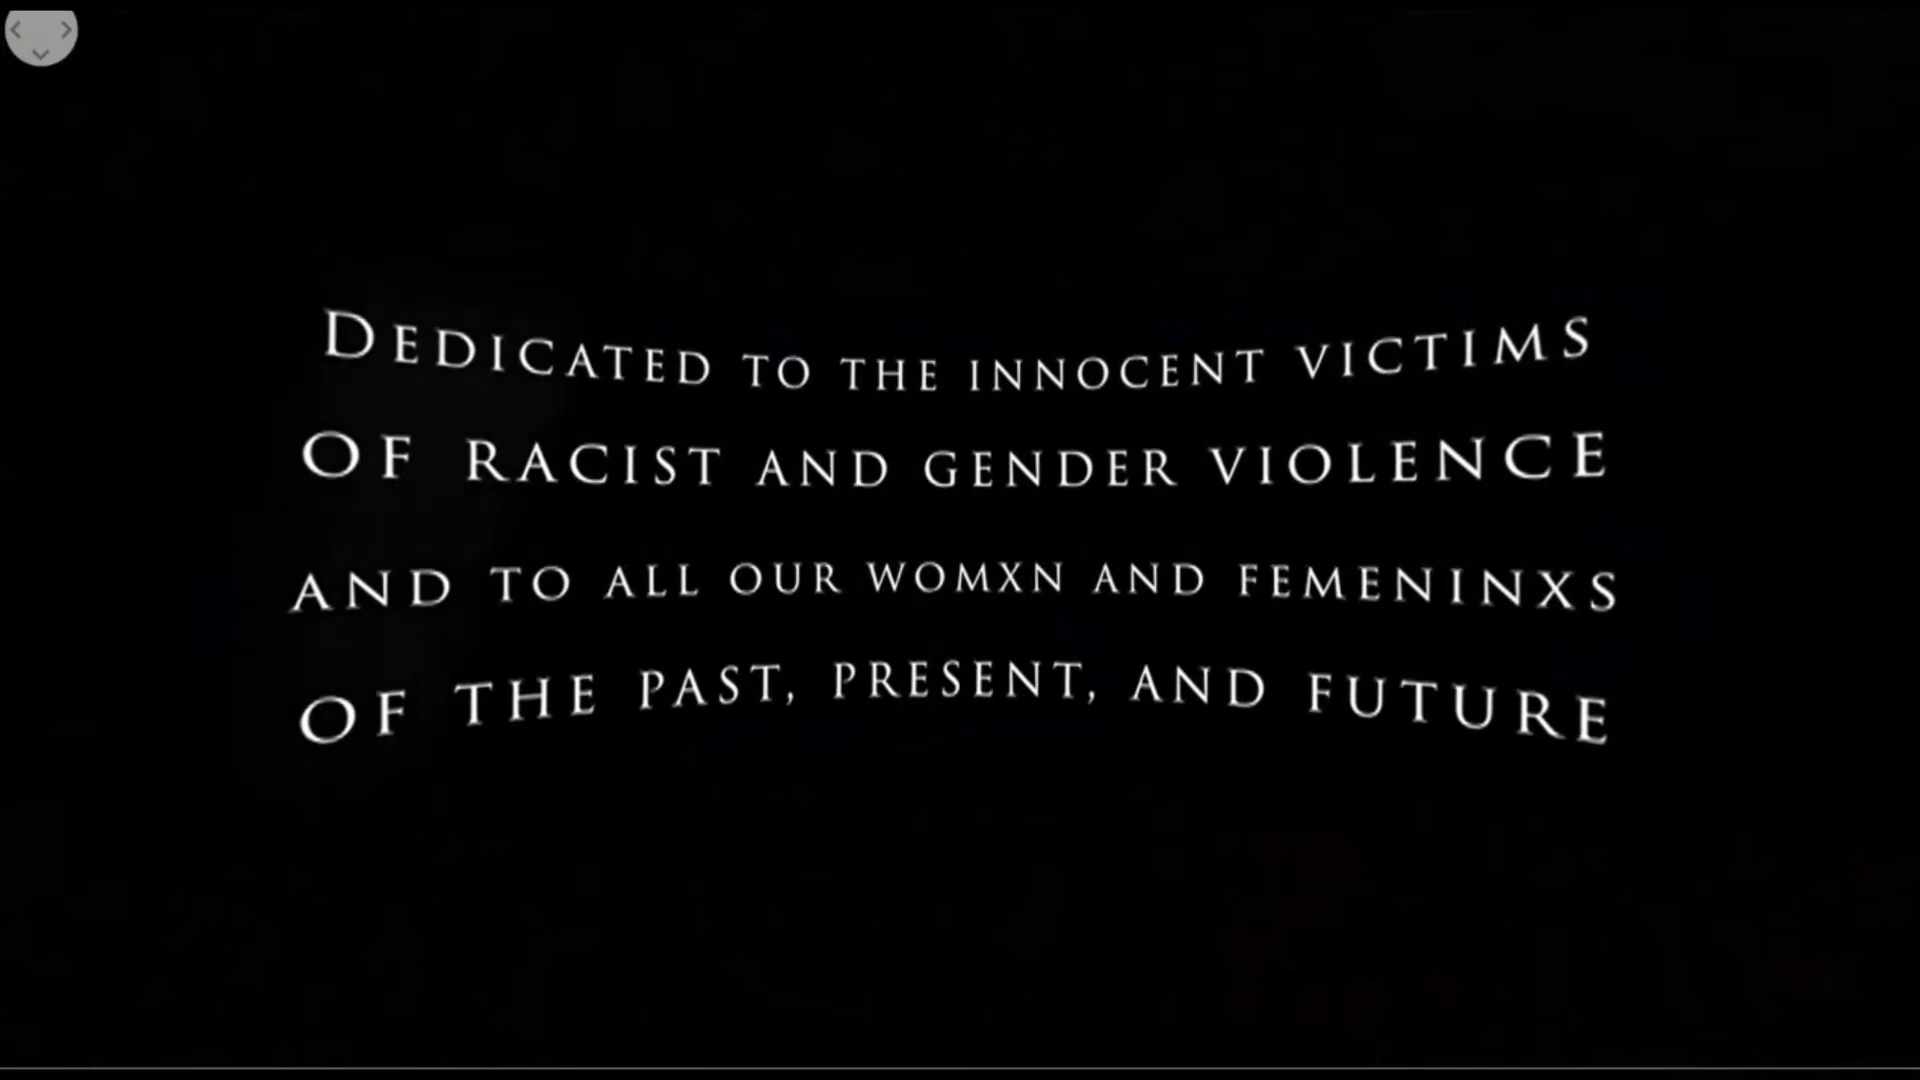 Dedicated to the innocent victims
of racist and gender violence
and to all our womxn and femeninxs
of the past, present, and future